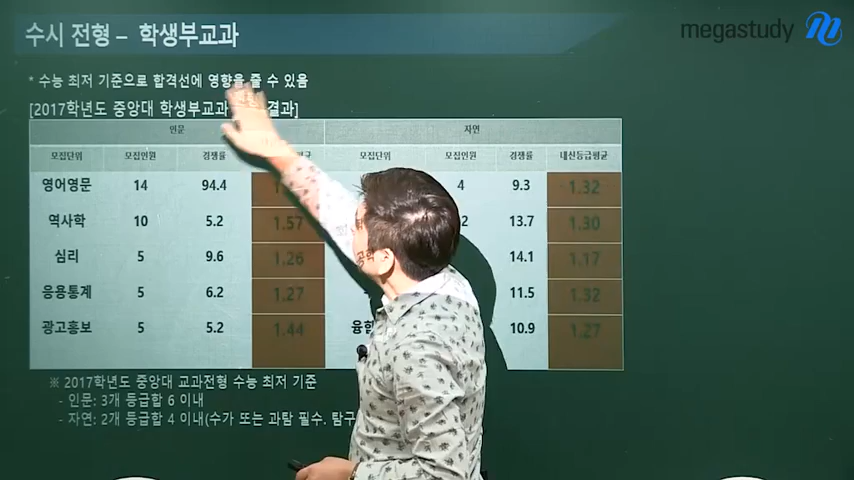 수시 전형 – 학생부교과
megastudy
* 수능 최저 기준으로 합격선에 영향을 줄 수 있음
[2017학년도 중앙대 학생부교과 결과]
인문 자연
모집단위 모집인원 경쟁률 모집단위 모집인원 경쟁률 내신등급평균
영어영문 14 94.4 4 9.3 1.32
역사학 10 5.2 1.57 13.7 1.30
심리 5 9.6 1.26 14.1 1.17
응용통계 5 6.2 1.27 11.5 1.32
광고홍보 5 5.2 1.44 10.9 1.27
※ 2017학년도 중앙대 교과전형 수능 최저 기준
- 인문: 3개 등급합 6 이내
- 자연: 2개 등급합 4 이내(수가 또는 과탐 필수. 탐구